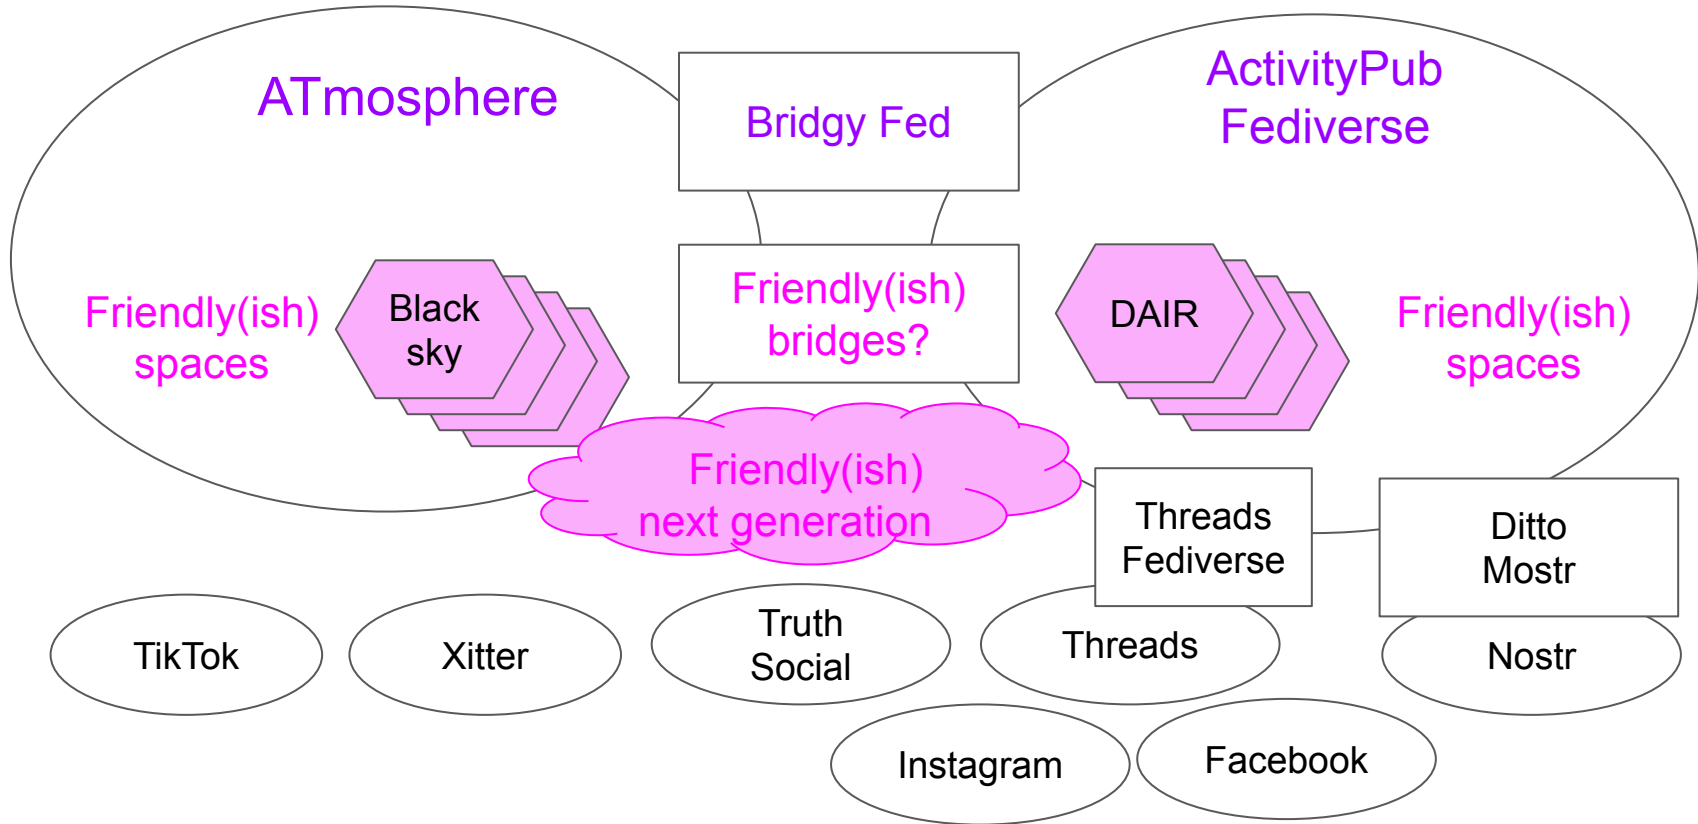 ATmosphere
Bridgy Fed
ActivityPub
Fediverse
Friendly(ish)
spaces
Black
sky
Friendly(ish)
bridges?
DAIR
Friendly(ish)
spaces
Friendly(ish)
next generation
Threads
Fediverse
Ditto
Mostr
TikTok
Xitter
Truth
Social
Threads
Nostr
Instagram
Facebook